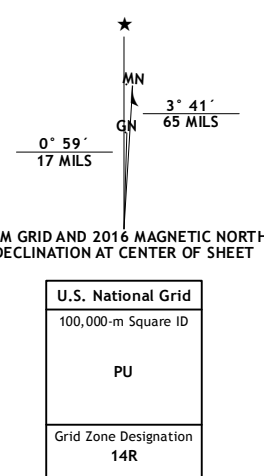 ★
MN
3° 41´
65 MILS
GN
0° 59´
17 MILS
M GRID AND 2016 MAGNETIC NORTH
DECLINATION AT CENTER OF SHEET
U.S. National Grid
100,000-m Square ID
PU
Grid Zone Designation
14R